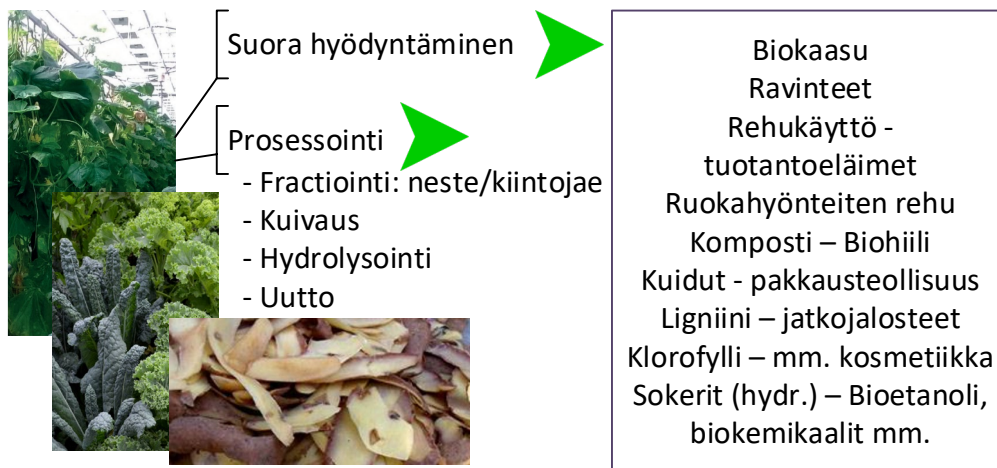 Suora hyödyntäminen
Prosessointi
- Fractiointi: neste/kiintojae
- Kuivaus
- Hydrolysointi
- Uutto
Biokaasu
Ravinteet
Rehukäyttö -
tuotantoeläimet
Ruokahyönteiten rehu
Komposti – Biohiili
Kuidut - pakkausteollisuus
Ligniini – jatkojalosteet
Klorofylli – mm. kosmetiikka
Sokerit (hydr.) – Bioetanoli,
biokemikaalit mm.